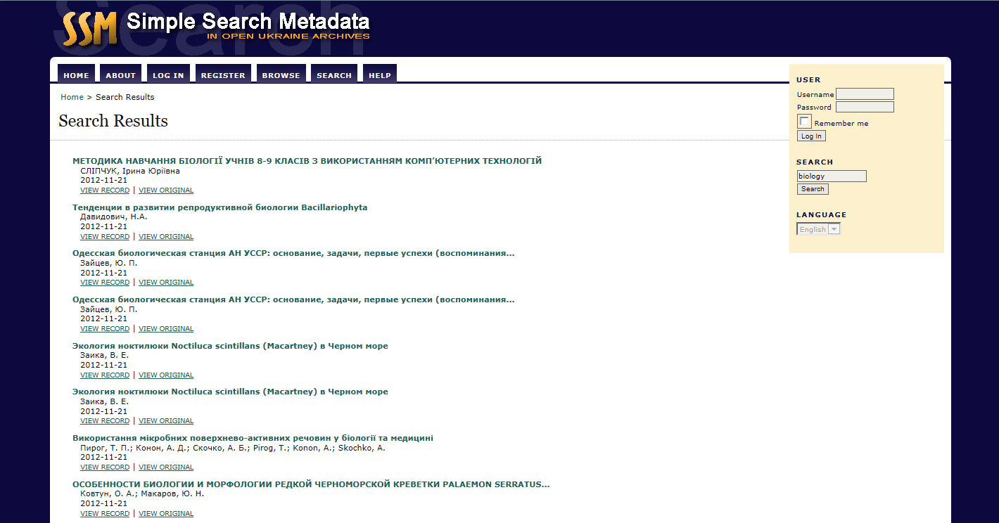 SSM Simple Search Metadata
IN OPEN UKRAINE ARCHIVES
Search
HOME ABOUT LOG IN REGISTER BROWSE SEARCH HELP
Home > Search Results
Search Results
МЕТОДИКА НАВЧАННЯ БІОЛОГІЇ УЧНІВ 8-9 КЛАСІВ З ВИКОРИСТАННЯМ КОМП’ЮТЕРНИХ ТЕХНОЛОГІЙ
СЛІПЧУК, Ірина Юріївна
2012-11-21
VIEW RECORD | VIEW ORIGINAL
Тенденции в развитии репродуктивной биологии Bacillariophyta
Давидович, Н.А.
2012-11-21
VIEW RECORD | VIEW ORIGINAL
Одесская биологическая станция АН УССР: основание, задачи, первые успехи (воспоминания...
Зайцев, Ю. П.
2012-11-21
VIEW RECORD | VIEW ORIGINAL
Одесская биологическая станция АН УССР: основание, задачи, первые успехи (воспоминания...
Зайцев, Ю. П.
2012-11-21
VIEW RECORD | VIEW ORIGINAL
Экология ноктилюки Noctiluca scintillans (Macartney) в Черном море
Заика, В. Е.
2012-11-21
VIEW RECORD | VIEW ORIGINAL
Экология ноктилюки Noctiluca scintillans (Macartney) в Черном море
Заика, В. Е.
2012-11-21
VIEW RECORD | VIEW ORIGINAL
Використання мікробних поверхнево-активних речовин у біології та медицині
Пирог, Т. П.; Конон, А. Д.; Скочко, А. Б.; Pirog, T.; Konon, A.; Skochko, A.
2012-11-21
VIEW RECORD | VIEW ORIGINAL
ОСОБЕННОСТИ БИОЛОГИИ И МОРФОЛОГИИ РЕДКОЙ ЧЕРНОМОРСКОЙ КРЕВЕТКИ PALAEMON SERRATUS...
Ковтун, О. А.; Макаров, Ю. Н.
2012-11-21
VIEW RECORD | VIEW ORIGINAL
USER
Username
Password
Remember me
Log In
SEARCH
biology
Search
LANGUAGE
English